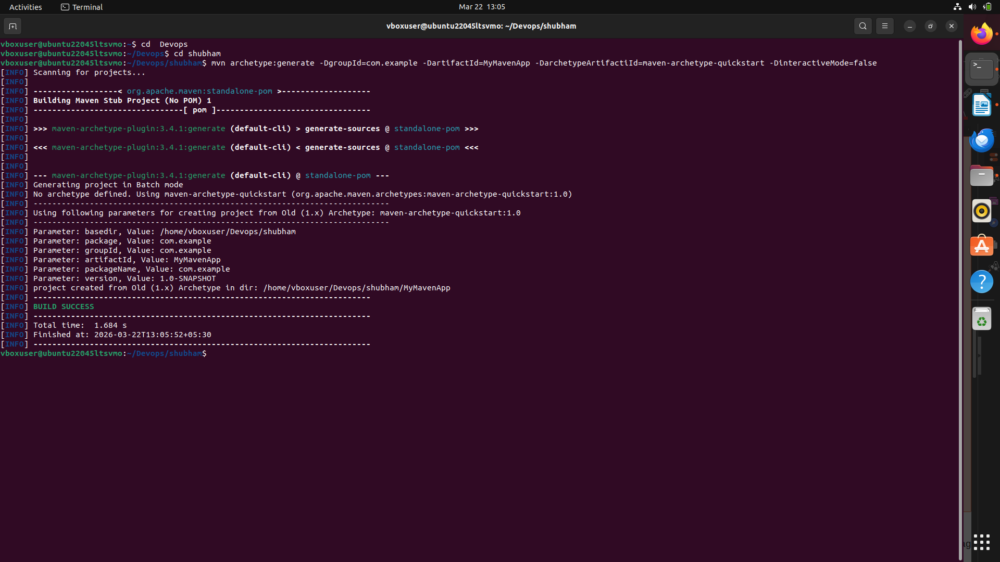 Activities
Terminal
Mar 22 13:05
vboxuser@ubuntu22045ltsvmo: ~/Devops/shubham
vboxuser@ubuntu22045ltsvmo:~$ cd  Devops
vboxuser@ubuntu22045ltsvmo:~/Devops$ cd shubham
vboxuser@ubuntu22045ltsvmo:~/Devops/shubham$ mvn archetype:generate -DgroupId=com.example -DartifactId=MyMavenApp -DarchetypeArtifactiId=maven-archetype-quickstart -DinteractiveMode=false
[INFO] Scanning for projects...
[INFO]
[INFO] ------------------< org.apache.maven:standalone-pom >-------------------
[INFO] Building Maven Stub Project (No POM) 1
[INFO] --------------------------------[ pom ]---------------------------------
[INFO]
[INFO] >>> maven-archetype-plugin:3.4.1:generate (default-cli) > generate-sources @ standalone-pom >>>
[INFO]
[INFO] <<< maven-archetype-plugin:3.4.1:generate (default-cli) < generate-sources @ standalone-pom <<<
[INFO]
[INFO]
[INFO] --- maven-archetype-plugin:3.4.1:generate (default-cli) @ standalone-pom ---
[INFO] Generating project in Batch mode
[INFO] No archetype defined. Using maven-archetype-quickstart (org.apache.maven.archetypes:maven-archetype-quickstart:1.0)
[INFO] ----------------------------------------------------------------------------
[INFO] Using following parameters for creating project from Old (1.x) Archetype: maven-archetype-quickstart:1.0
[INFO] ----------------------------------------------------------------------------
[INFO] Parameter: basedir, Value: /home/vboxuser/Devops/shubham
[INFO] Parameter: package, Value: com.example
[INFO] Parameter: groupId, Value: com.example
[INFO] Parameter: artifactId, Value: MyMavenApp
[INFO] Parameter: packageName, Value: com.example
[INFO] Parameter: version, Value: 1.0-SNAPSHOT
[INFO] project created from Old (1.x) Archetype in dir: /home/vboxuser/Devops/shubham/MyMavenApp
[INFO] ------------------------------------------------------------------------
[INFO] BUILD SUCCESS
[INFO] ------------------------------------------------------------------------
[INFO] Total time:  1.684 s
[INFO] Finished at: 2026-03-22T13:05:52+05:30
[INFO] ------------------------------------------------------------------------
vboxuser@ubuntu22045ltsvmo:~/Devops/shubham$